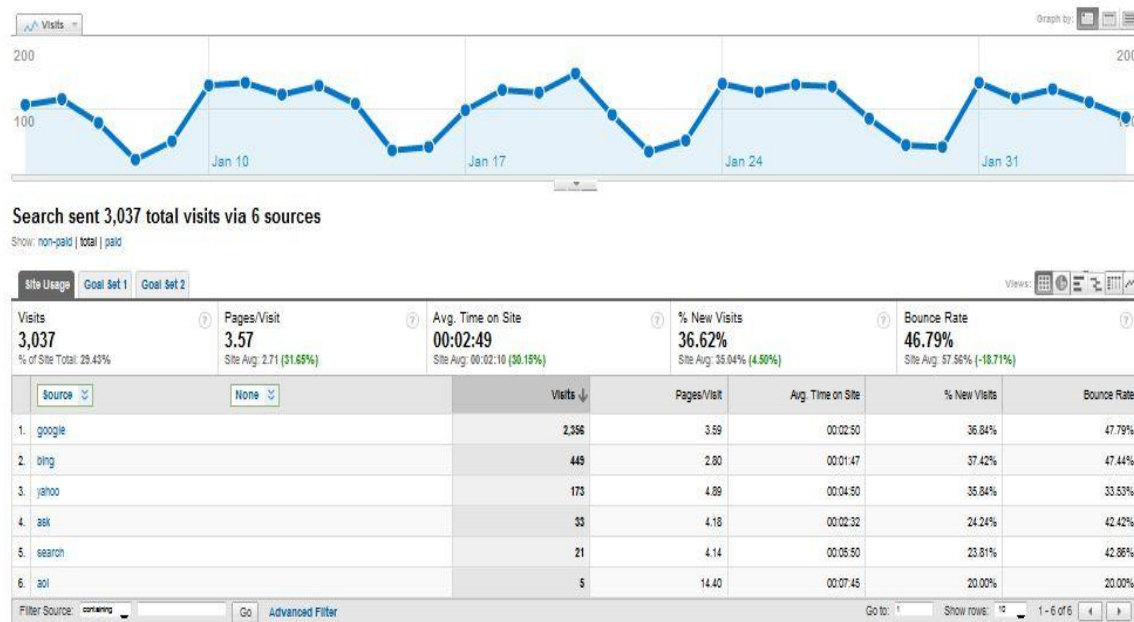 Visits
Graph by:
200 200
100
Jan 10 Jan 17 Jan 24 Jan 31
Search sent 3,037 total visits via 6 sources
Show: non-paid | total | paid
Site Usage Goal Set 1 Goal Set 2 Views:
Visits Pages/Visit Avg. Time on Site % New Visits Bounce Rate
3,037 3.57 00:02:49 36.62% 46.79%
% of Site Total: 29.43% Site Avg: 2.71 (31.65%) Site Avg: 00:02:10 (30.15%) Site Avg: 35.04% (4.50%) Site Avg: 57.56% (-18.71%)
Source None Visits Pages/Visit Avg. Time on Site % New Visits Bounce Rate
1. google 2,356 3.59 00:02:50 36.84% 47.79%
2. bing 449 2.80 00:01:47 37.42% 47.44%
3. yahoo 173 4.89 00:04:50 35.84% 33.53%
4. ask 33 4.18 00:02:32 24.24% 42.42%
5. search 21 4.14 00:05:50 23.81% 42.86%
6. aol 5 14.40 00:07:45 20.00% 20.00%
Filter Source: containing Go Advanced Filter Go to: 1 Show rows: 10 1 - 6 of 6